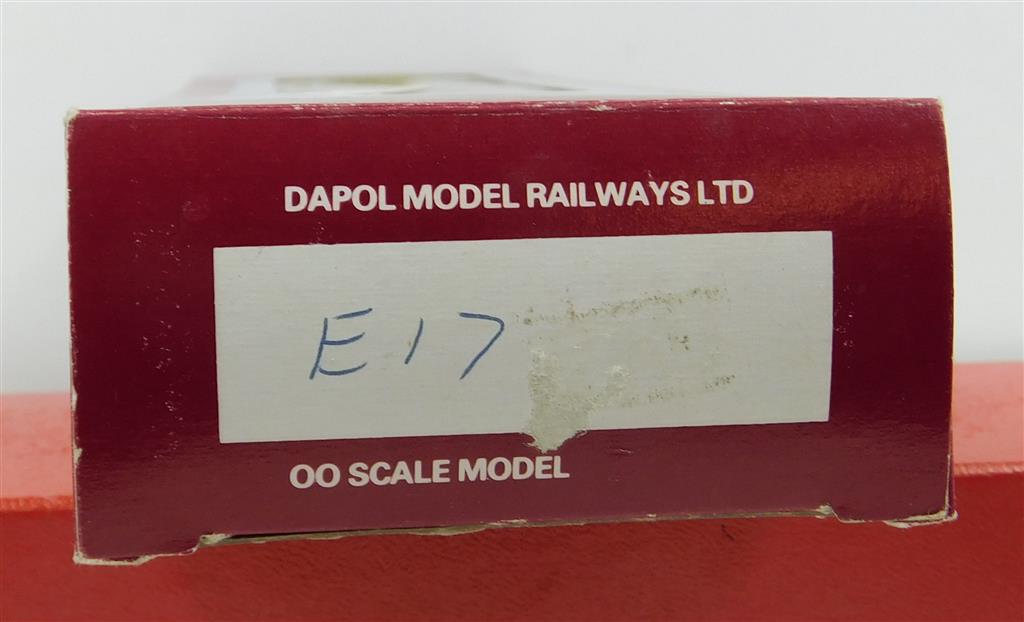 DAPOL MODEL RAILWAYS LTD
E17
OO SCALE MODEL